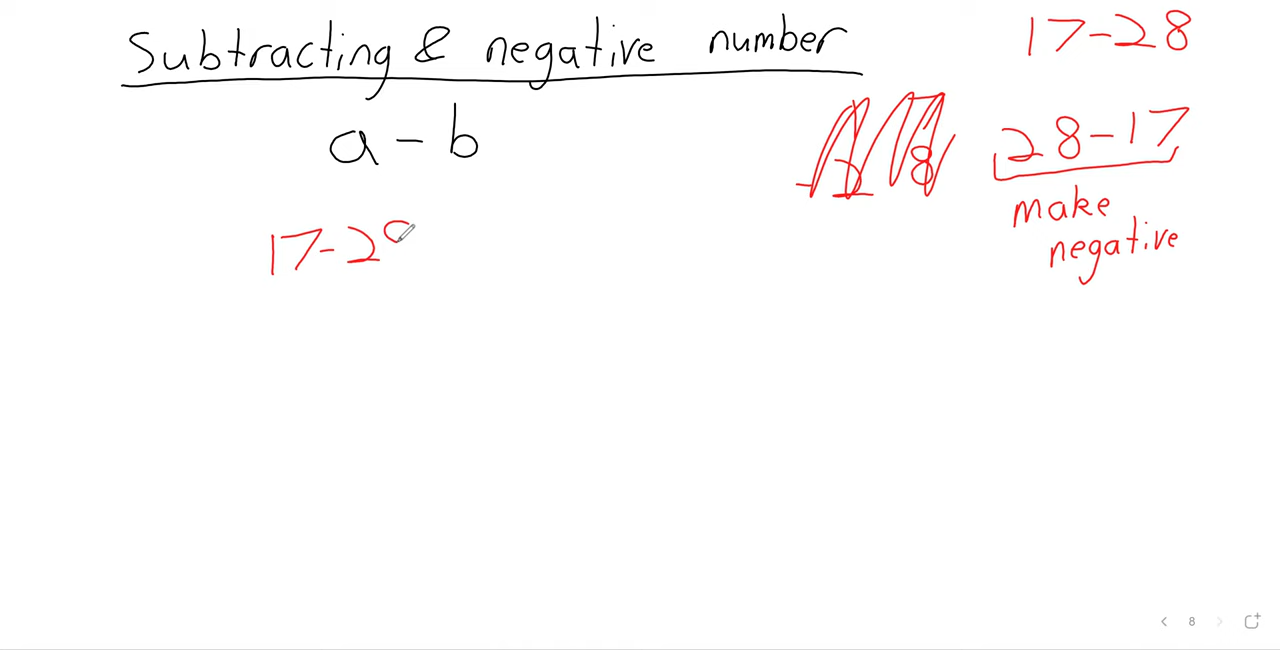 Subtracting & negative number
17-28
a - b
28-17
make
negative
17-2
8